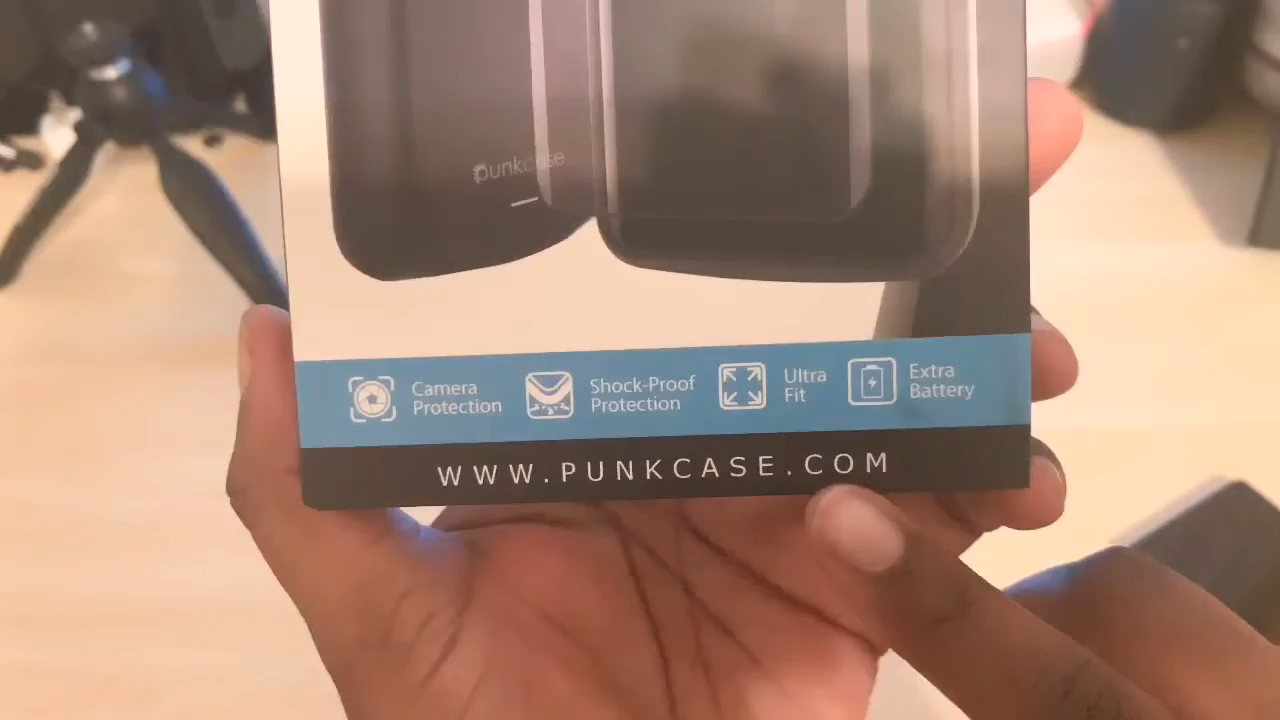 punkcase
Camera
Protection
Shock-Proof
Protection
Ultra
Fit
Extra
Battery
WWW.PUNKCASE.COM